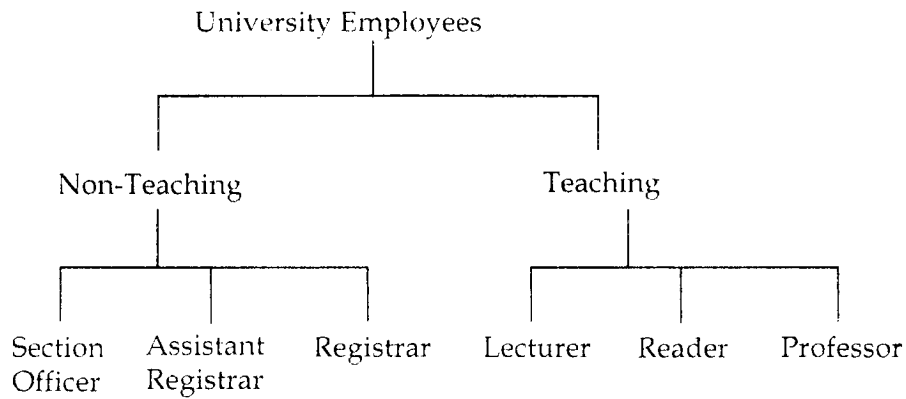 University Employees
Non-Teaching Teaching
Section Assistant Registrar Lecturer Reader Professor
Officer Registrar